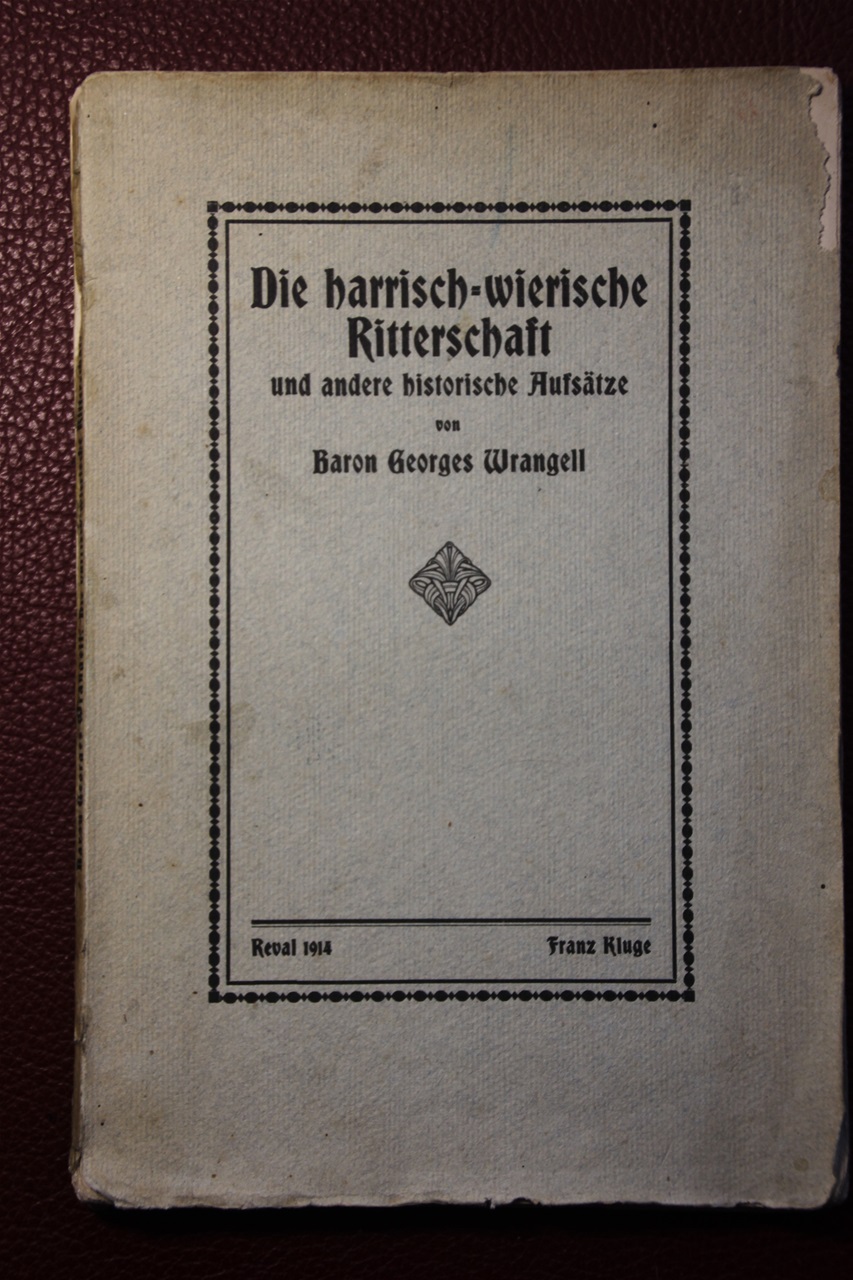 Die harrisch-wierische
Ritterschaft
und andere historische Aufsätze
von
Baron Georges Wrangell
Reval 1914
Franz Kluge